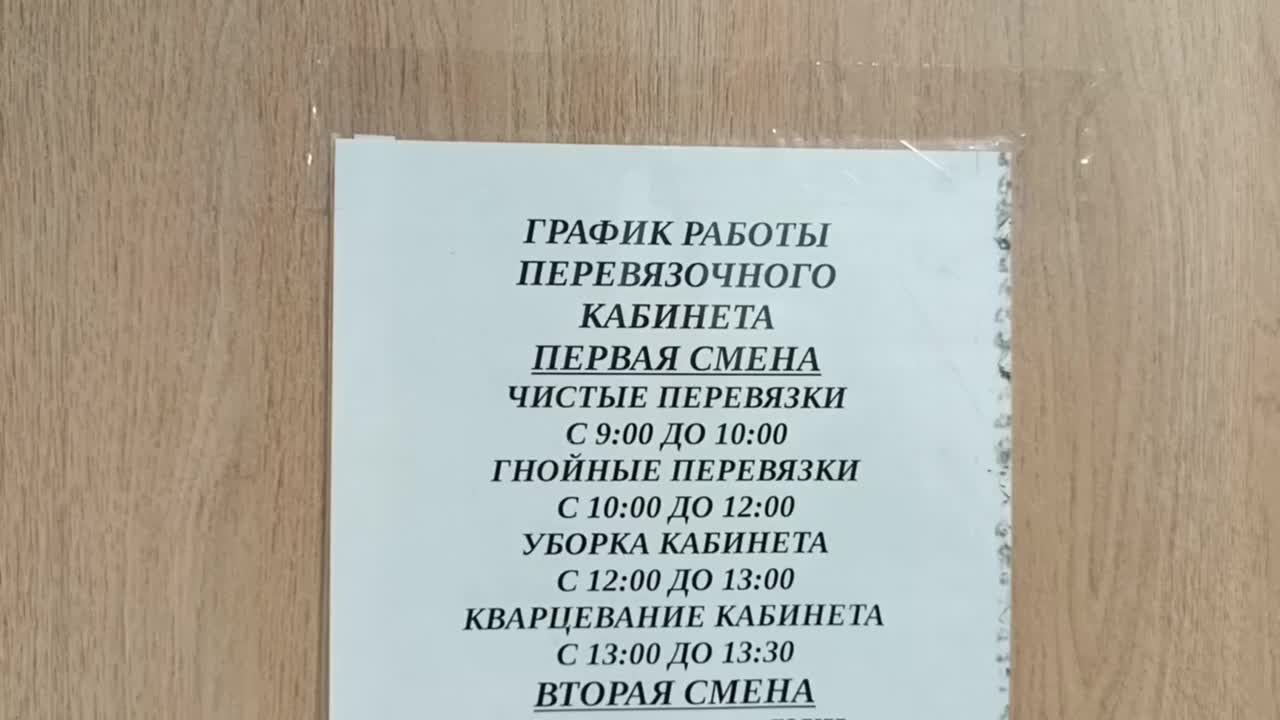 ГРАФИК РАБОТЫ
ПЕРЕВЯЗОЧНОГО
КАБИНЕТА
ПЕРВАЯ СМЕНА
ЧИСТЫЕ ПЕРЕВЯЗКИ
С 9:00 ДО 10:00
ГНОЙНЫЕ ПЕРЕВЯЗКИ
С 10:00 ДО 12:00
УБОРКА КАБИНЕТА
С 12:00 ДО 13:00
КВАРЦЕВАНИЕ КАБИНЕТА
С 13:00 ДО 13:30
ВТОРАЯ СМЕНА